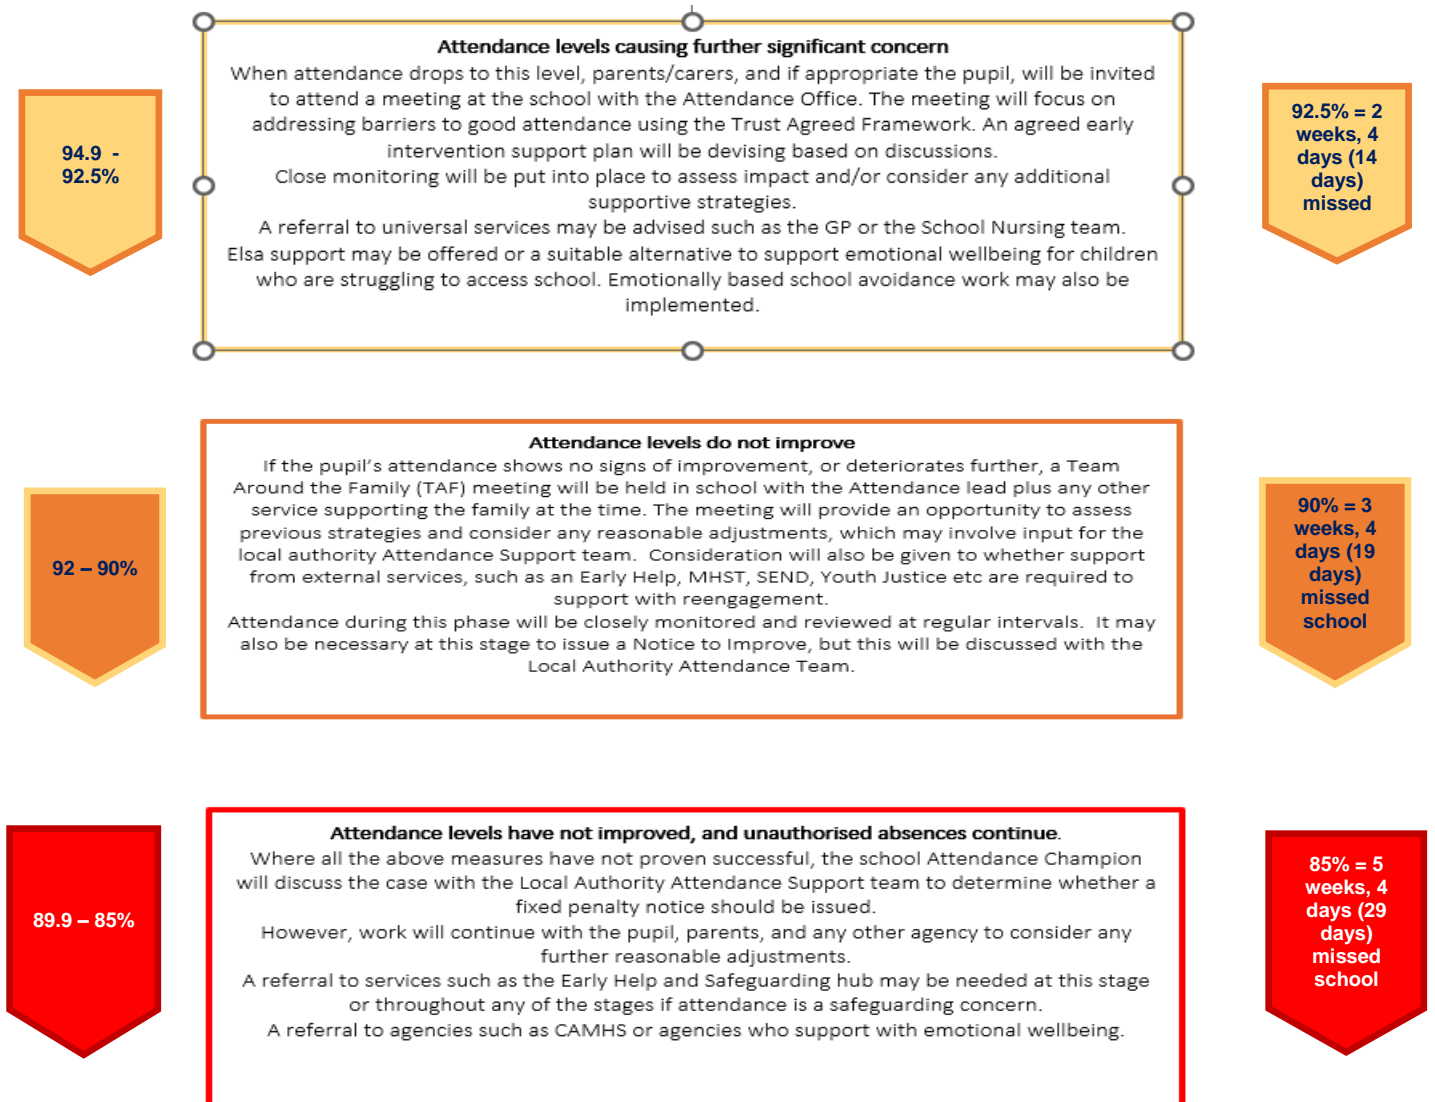 Attendance levels causing further significant concern
When attendance drops to this level, parents/carers, and if appropriate the pupil, will be invited
to attend a meeting at the school with the Attendance Office. The meeting will focus on
addressing barriers to good attendance using the Trust Agreed Framework. An agreed early
intervention support plan will be devising based on discussions.
Close monitoring will be put into place to assess impact and/or consider any additional
supportive strategies.
A referral to universal services may be advised such as the GP or the School Nursing team.
Elsa support may be offered or a suitable alternative to support emotional wellbeing for children
who are struggling to access school. Emotionally based school avoidance work may also be
implemented.
94.9 -
92.5%
92.5% = 2
weeks, 4
days (14
days)
missed
Attendance levels do not improve
If the pupil's attendance shows no signs of improvement, or deteriorates further, a Team
Around the Family (TAF) meeting will be held in school with the Attendance lead plus any other
service supporting the family at the time. The meeting will provide an opportunity to assess
previous strategies and consider any reasonable adjustments, which may involve input for the
local authority Attendance Support team. Consideration will also be given to whether support
from external services, such as an Early Help, MHST, SEND, Youth Justice etc are required to
support with reengagement.
Attendance during this phase will be closely monitored and reviewed at regular intervals. It may
also be necessary at this stage to issue a Notice to Improve, but this will be discussed with the
Local Authority Attendance Team.
92 – 90%
90% = 3
weeks, 4
days (19
days)
missed
school
Attendance levels have not improved, and unauthorised absences continue.
Where all the above measures have not proven successful, the school Attendance Champion
will discuss the case with the Local Authority Attendance Support team to determine whether a
fixed penalty notice should be issued.
However, work will continue with the pupil, parents, and any other agency to consider any
further reasonable adjustments.
A referral to services such as the Early Help and Safeguarding hub may be needed at this stage
or throughout any of the stages if attendance is a safeguarding concern.
A referral to agencies such as CAMHS or agencies who support with emotional wellbeing.
89.9 – 85%
85% = 5
weeks, 4
days (29
days)
missed
school